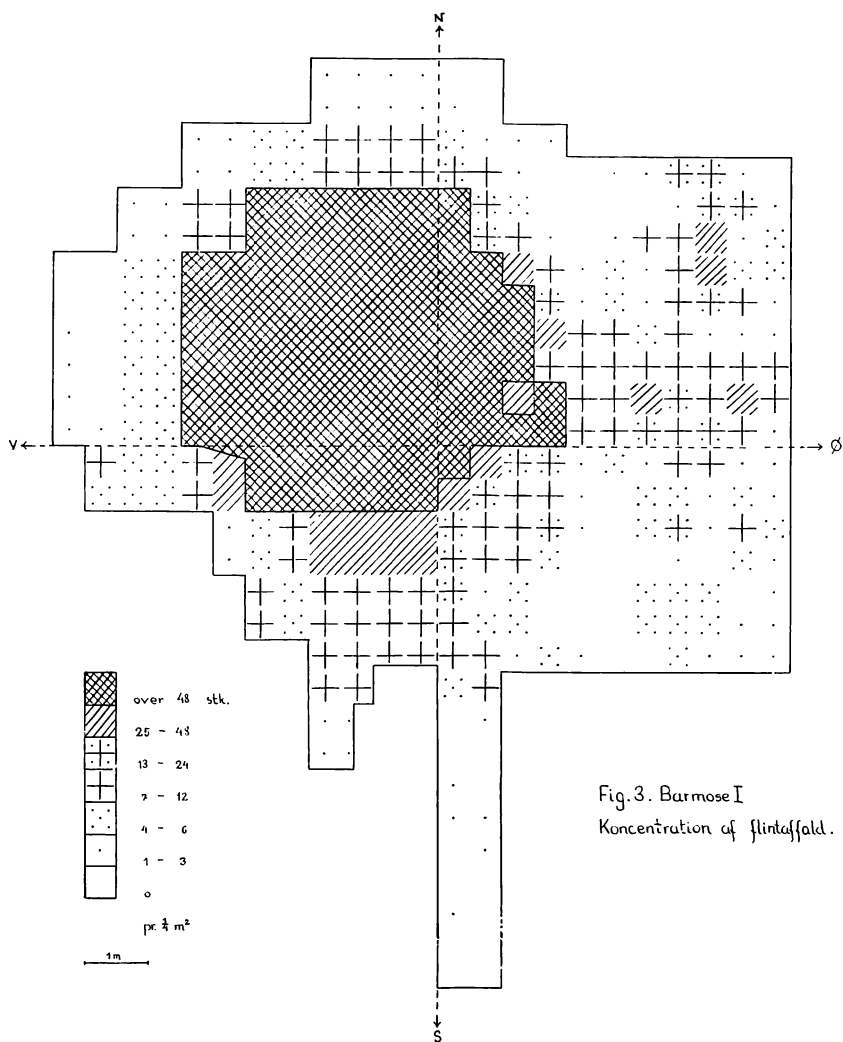 N
V
Ø
over 48 stk.
25 - 48
13 - 24
7 - 12
4 - 6
1 - 3
0
pr. ¼ m²
1m
Fig. 3. Barmose I
Koncentration af flintaffald.
S